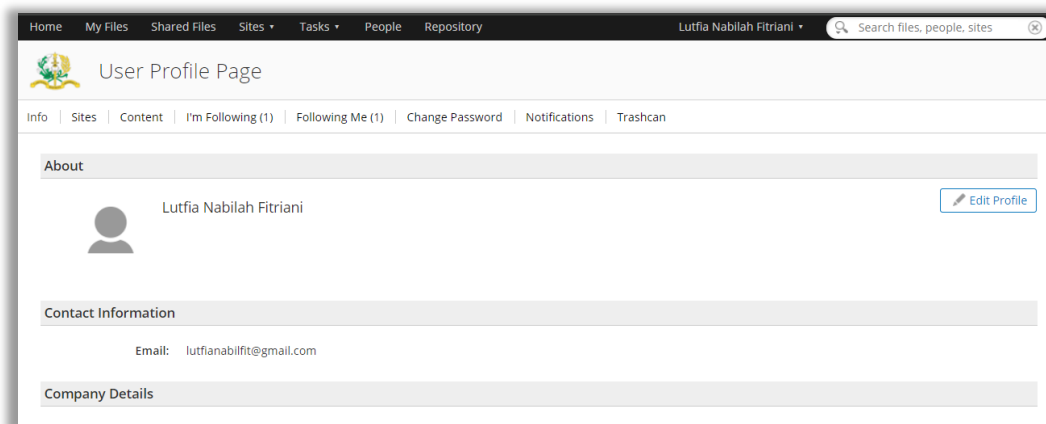 Home My Files Shared Files Sites ▾ Tasks ▾ People Repository Lutfia Nabilah Fitriani ▾ Search files, people, sites
User Profile Page
Info Sites Content I'm Following (1) Following Me (1) Change Password Notifications Trashcan
About
Lutfia Nabilah Fitriani
Edit Profile
Contact Information
Email: lutfianabilfit@gmail.com
Company Details